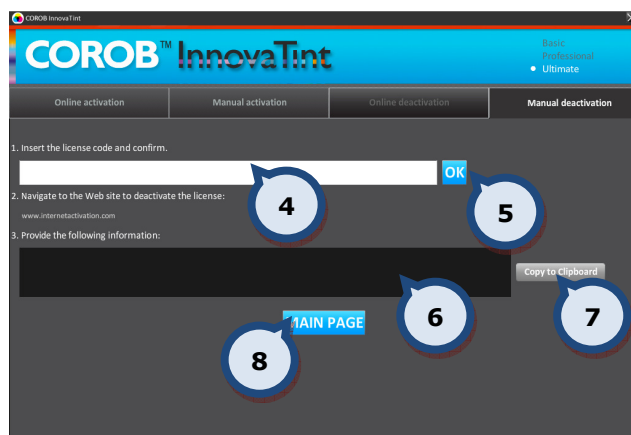 COROB InnovaTint
COROB™ InnovaTint
Basic
Professional
Ultimate
Online activation
Manual activation
Online deactivation
Manual deactivation
1. Insert the license code and confirm.
OK
4
5
2. Navigate to the Web site to deactivate the license:
www.internetactivation.com
3. Provide the following information:
Copy to Clipboard
6
7
MAIN PAGE
8